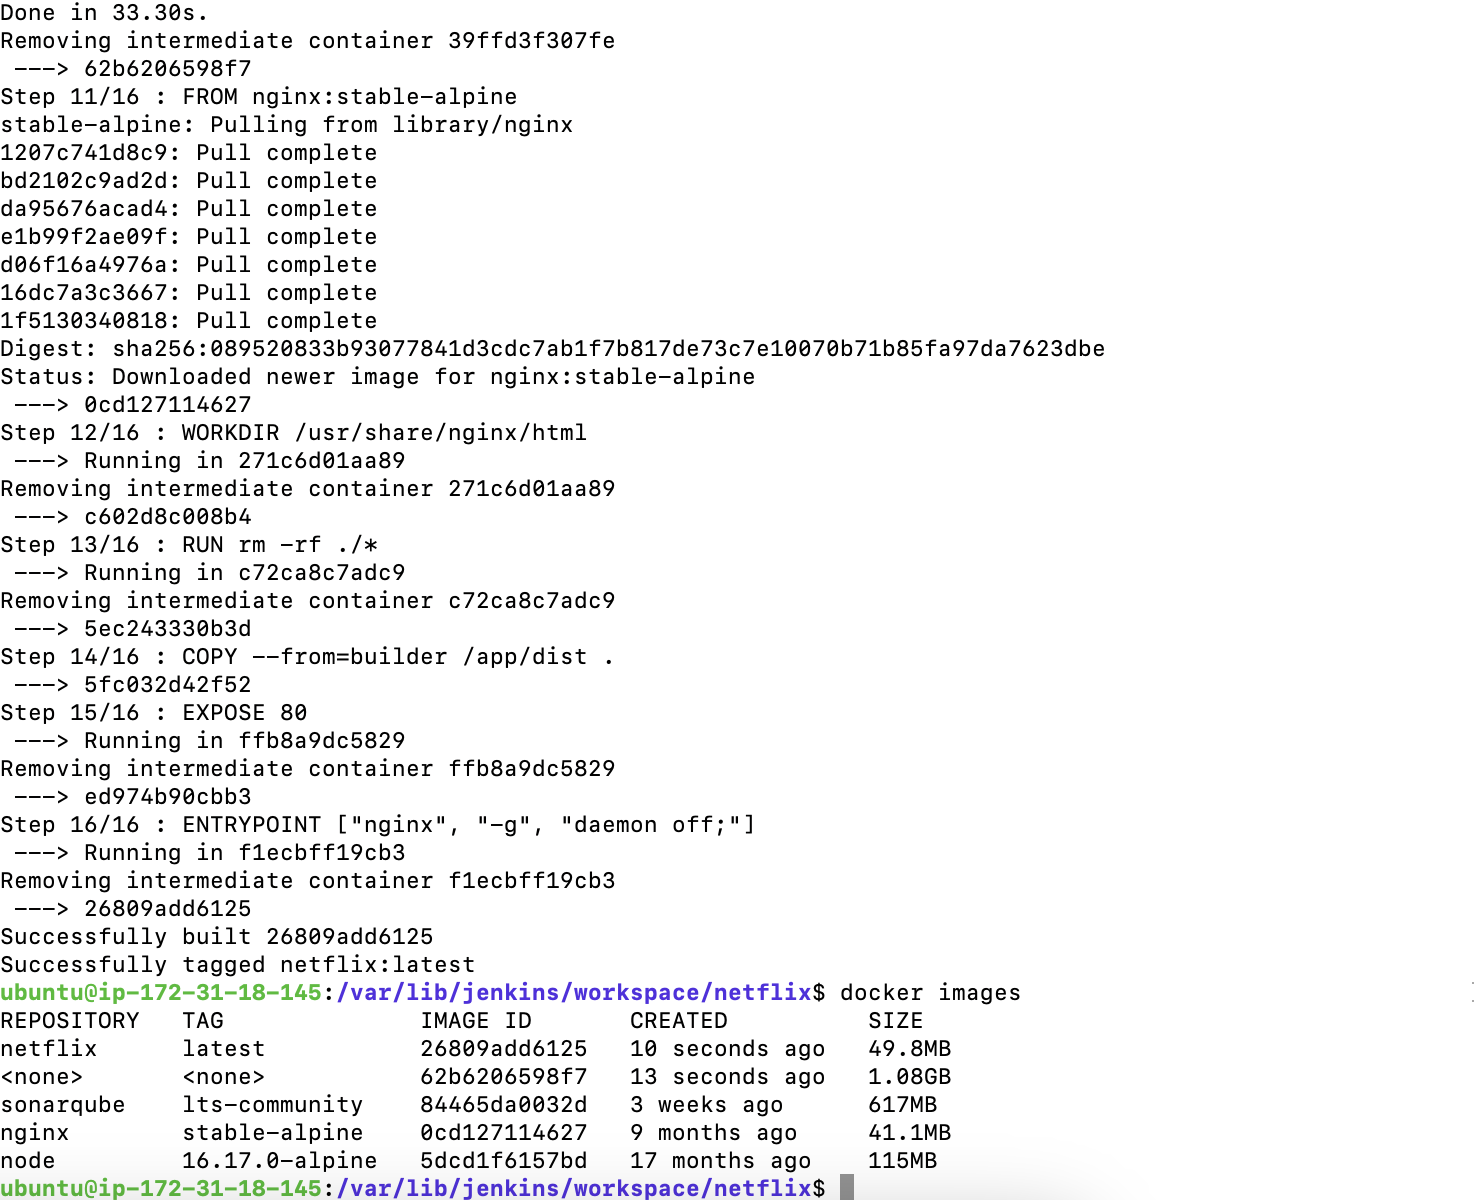 Done in 33.30s.
Removing intermediate container 39ffd3f307fe
 ---> 62b6206598f7
Step 11/16 : FROM nginx:stable-alpine
stable-alpine: Pulling from library/nginx
1207c741d8c9: Pull complete
bd2102c9ad2d: Pull complete
da95676acad4: Pull complete
e1b99f2ae09f: Pull complete
d06f16a4976a: Pull complete
16dc7a3c3667: Pull complete
1f5130340818: Pull complete
Digest: sha256:089520833b93077841d3cdc7ab1f7b817de73c7e10070b71b85fa97da7623dbe
Status: Downloaded newer image for nginx:stable-alpine
 ---> 0cd127114627
Step 12/16 : WORKDIR /usr/share/nginx/html
 ---> Running in 271c6d01aa89
Removing intermediate container 271c6d01aa89
 ---> c602d8c008b4
Step 13/16 : RUN rm -rf ./*
 ---> Running in c72ca8c7adc9
Removing intermediate container c72ca8c7adc9
 ---> 5ec243330b3d
Step 14/16 : COPY --from=builder /app/dist .
 ---> 5fc032d42f52
Step 15/16 : EXPOSE 80
 ---> Running in ffb8a9dc5829
Removing intermediate container ffb8a9dc5829
 ---> ed974b90cbb3
Step 16/16 : ENTRYPOINT ["nginx", "-g", "daemon off;"]
 ---> Running in f1ecbff19cb3
Removing intermediate container f1ecbff19cb3
 ---> 26809add6125
Successfully built 26809add6125
Successfully tagged netflix:latest
ubuntu@ip-172-31-18-145:/var/lib/jenkins/workspace/netflix$ docker images
REPOSITORY   TAG              IMAGE ID       CREATED          SIZE
netflix      latest           26809add6125   10 seconds ago   49.8MB
<none>       <none>           62b6206598f7   13 seconds ago   1.08GB
sonarqube    lts-community    84465da0032d   3 weeks ago      617MB
nginx        stable-alpine    0cd127114627   9 months ago     41.1MB
node         16.17.0-alpine   5dcd1f6157bd   17 months ago    115MB
ubuntu@ip-172-31-18-145:/var/lib/jenkins/workspace/netflix$